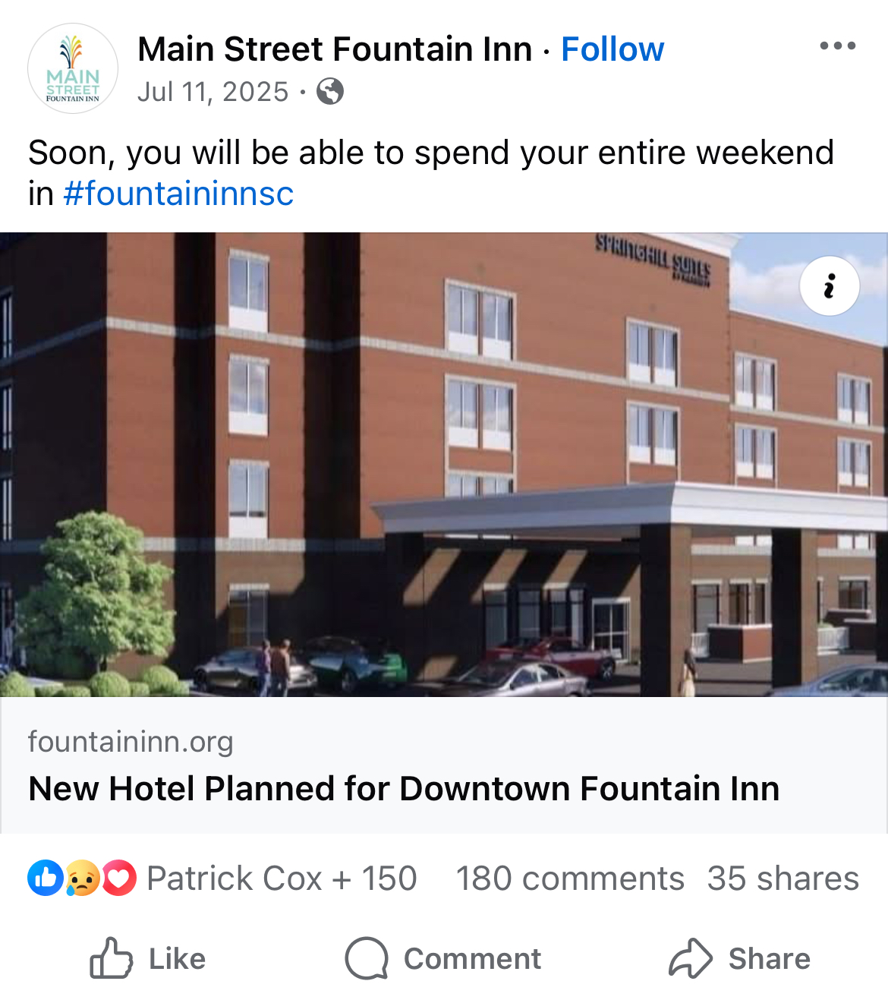 MAIN
STREET
FOUNTAIN INN
Main Street Fountain Inn · Follow
Jul 11, 2025 ·
Soon, you will be able to spend your entire weekend
in #fountaininnsc
SPRINGHILL SUITES
i
fountaininn.org
New Hotel Planned for Downtown Fountain Inn
Patrick Cox + 150 180 comments 35 shares
Like Comment Share